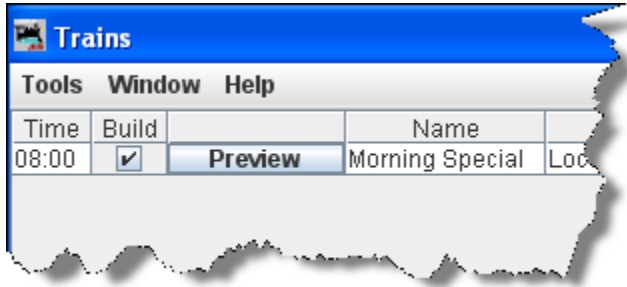 Trains
Tools Window Help
Time Build Name
08:00 Preview Morning Special